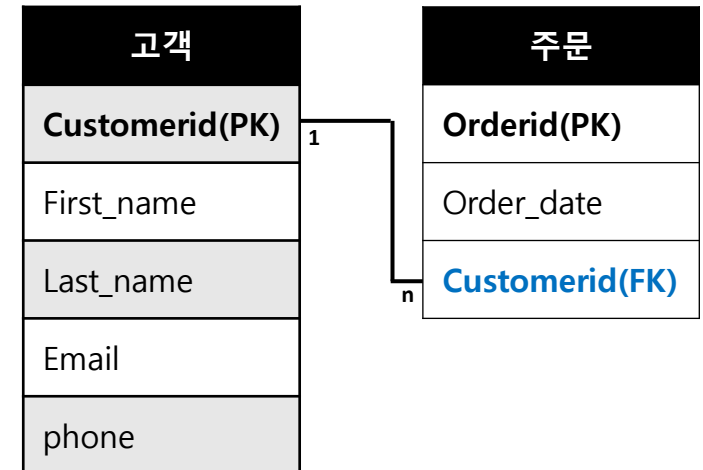 고객
Customerid(PK)
First_name
Last_name
Email
phone
1
n
주문
Orderid(PK)
Order_date
Customerid(FK)